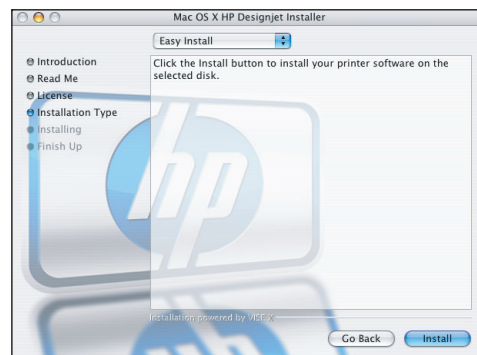 Mac OS X HP Designjet Installer
Easy Install
Introduction
Read Me
License
Installation Type
Installing
Finish Up
Click the Install button to install your printer software on the
selected disk.
hp
Installation powered by VISE X
Go Back
Install